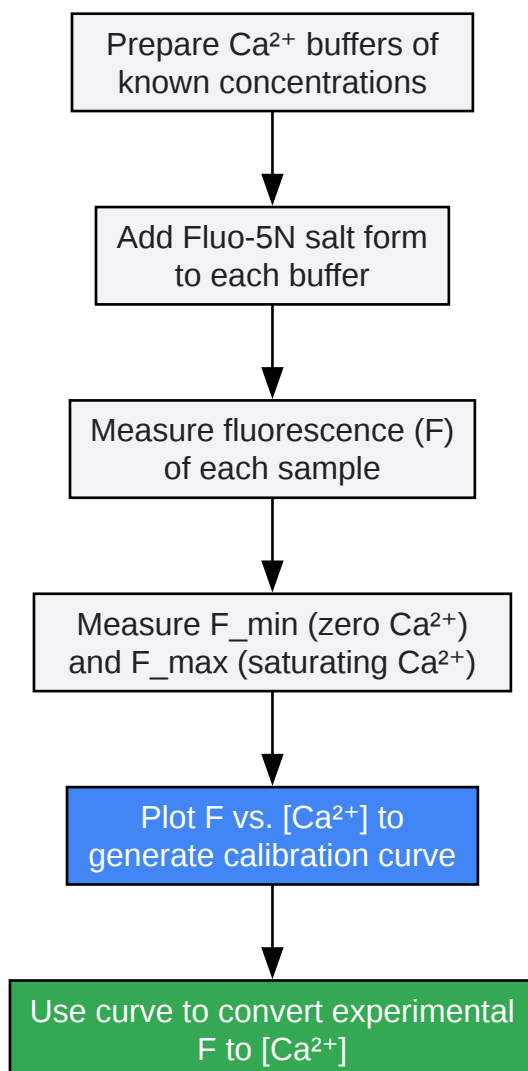 Prepare Ca²⁺ buffers of
known concentrations
Add Fluo-5N salt form
to each buffer
Measure fluorescence (F)
of each sample
Measure F_min (zero Ca²⁺)
and F_max (saturating Ca²⁺)
Plot F vs. [Ca²⁺] to
generate calibration curve
Use curve to convert experimental
F to [Ca²⁺]